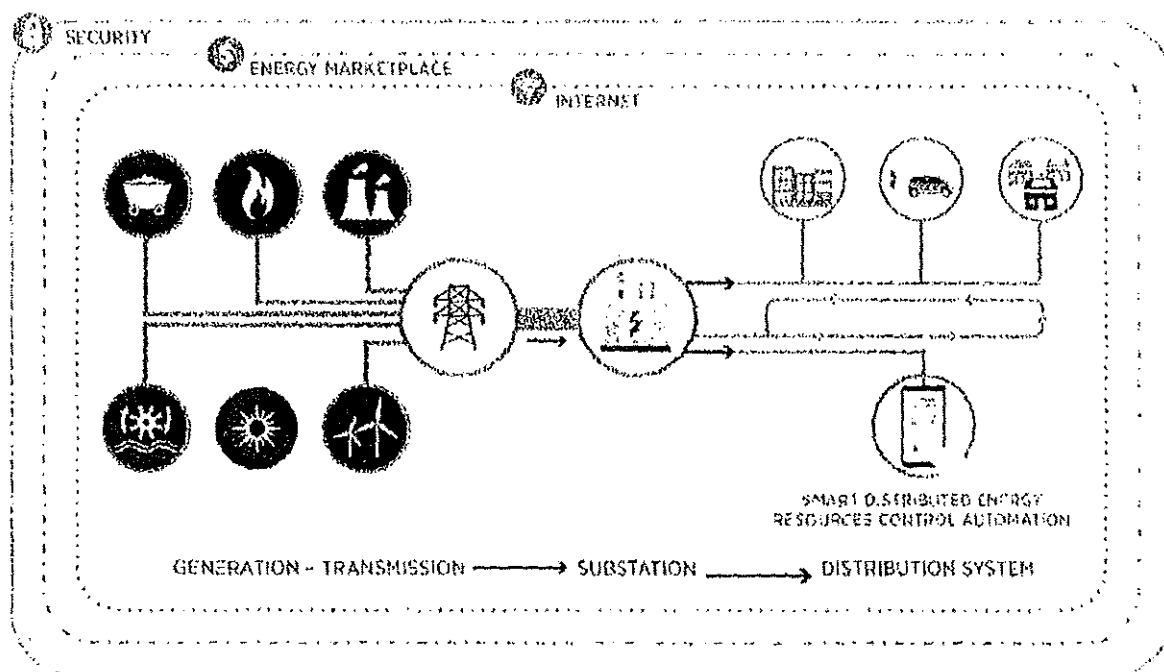 SECURITY
ENERGY MARKETPLACE
INTERNET
SMART DISTRIBUTED ENERGY
RESOURCES CONTROL AUTOMATION
GENERATION - TRANSMISSION
SUBSTATION
DISTRIBUTION SYSTEM